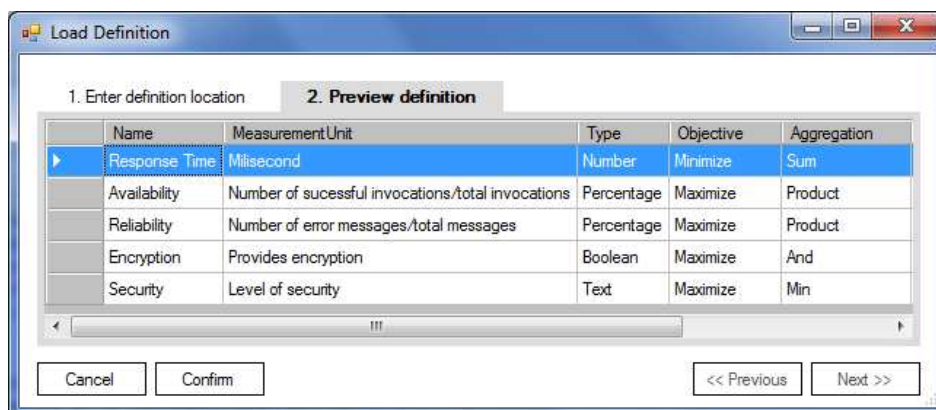 Load Definition
1. Enter definition location 2. Preview definition
Name MeasurementUnit Type Objective Aggregation
Response Time Milisecond Number Minimize Sum
Availability Number of sucessful invocations/total invocations Percentage Maximize Product
Reliability Number of error messages/total messages Percentage Maximize Product
Encryption Provides encryption Boolean Maximize And
Security Level of security Text Maximize Min
Cancel Confirm << Previous Next >>